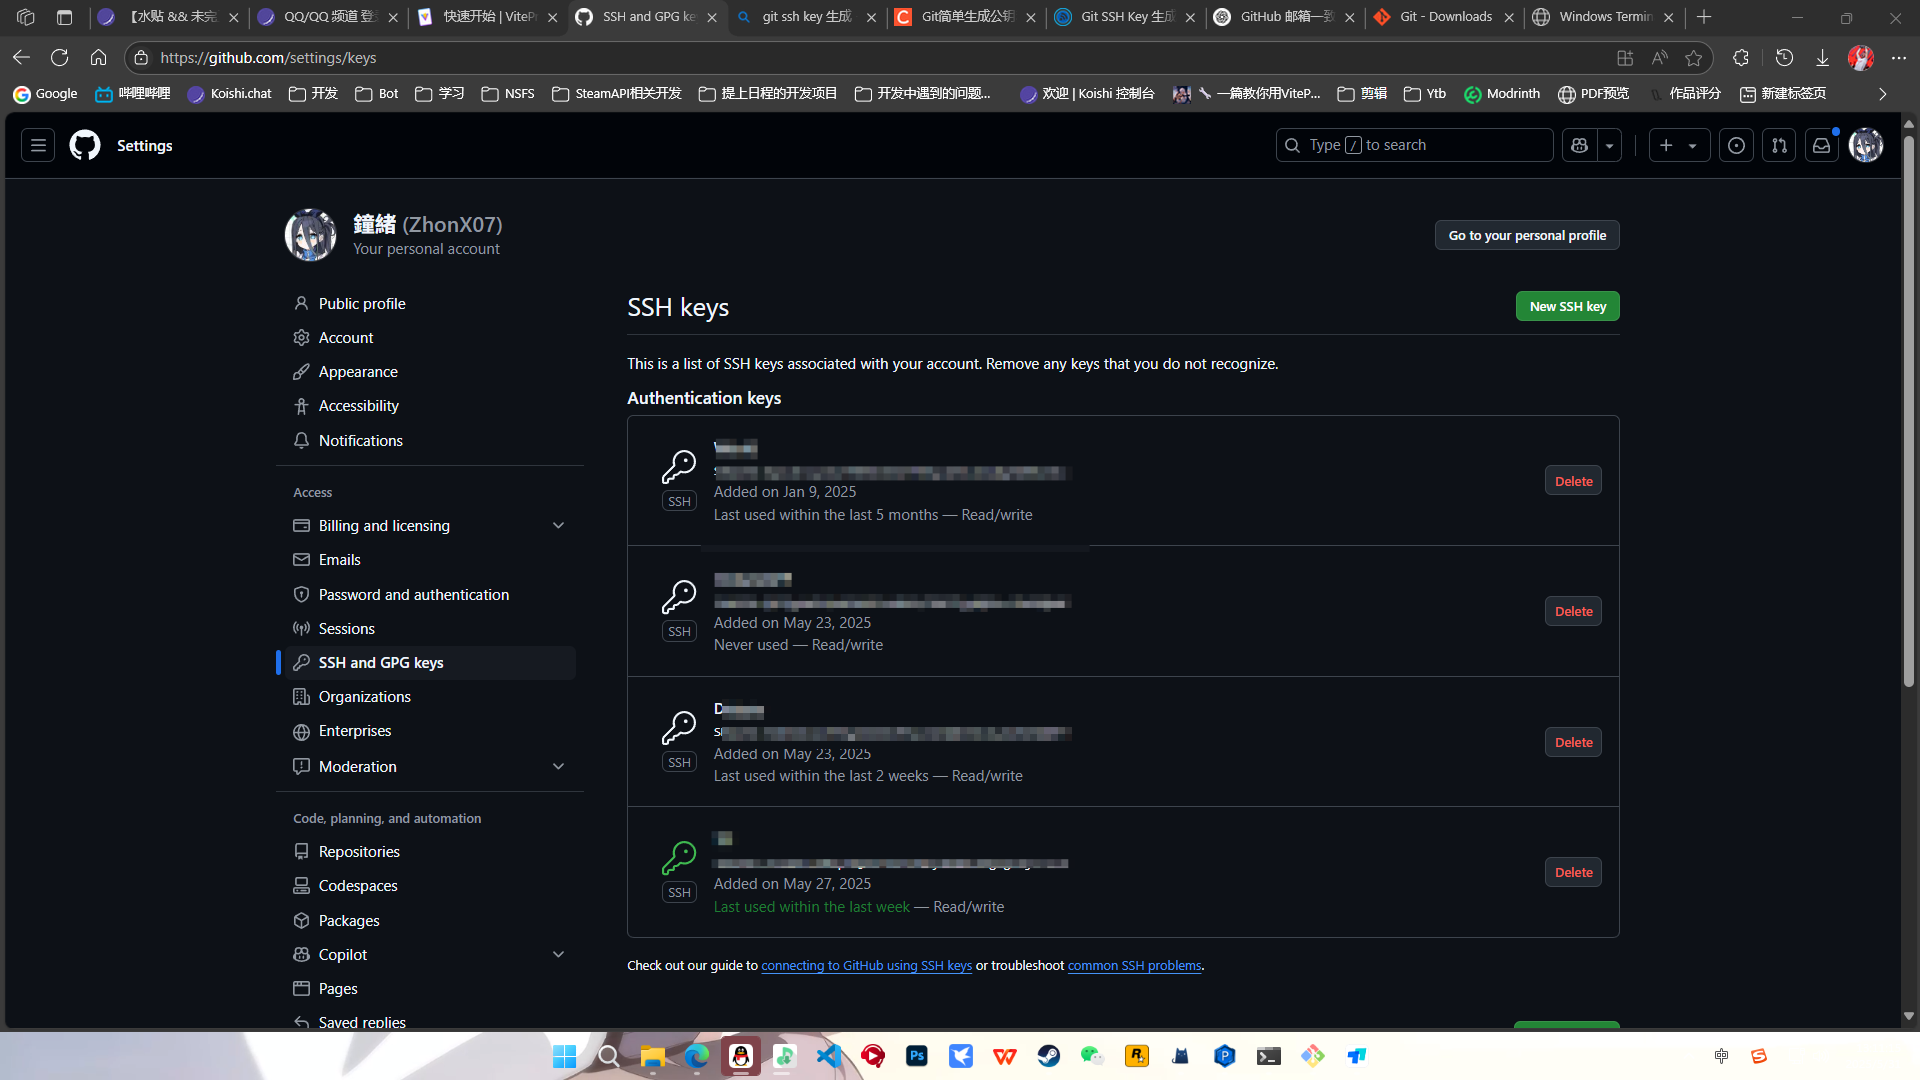 【水贴 && 未完
QQ/QQ 频道 登
快速开始 | VitePr
SSH and GPG ke
git ssh key 生成
Git简单生成公钥
Git SSH Key 生成
GitHub 邮箱一致
Git - Downloads
Windows Termin
https://github.com/settings/keys
Google
哔哩哔哩
Koishi.chat
开发
Bot
学习
NSFS
SteamAPI相关开发
提上日程的开发项目
开发中遇到的问题...
欢迎 | Koishi 控制台
一篇教你用ViteP...
剪辑
Ytb
Modrinth
PDF预览
作品评分
新建标签页
Settings
Type / to search
鐘緒 (ZhonX07)
Your personal account
Go to your personal profile
Public profile
Account
Appearance
Accessibility
Notifications
Access
Billing and licensing
Emails
Password and authentication
Sessions
SSH and GPG keys
Organizations
Enterprises
Moderation
Code, planning, and automation
Repositories
Codespaces
Packages
Copilot
Pages
Saved replies
SSH keys
New SSH key
This is a list of SSH keys associated with your account. Remove any keys that you do not recognize.
Authentication keys
SSH
Added on Jan 9, 2025
Last used within the last 5 months — Read/write
Delete
SSH
Added on May 23, 2025
Never used — Read/write
Delete
SSH
Added on May 23, 2025
Last used within the last 2 weeks — Read/write
Delete
SSH
Added on May 27, 2025
Last used within the last week — Read/write
Delete
Check out our guide to connecting to GitHub using SSH keys or troubleshoot common SSH problems.
中